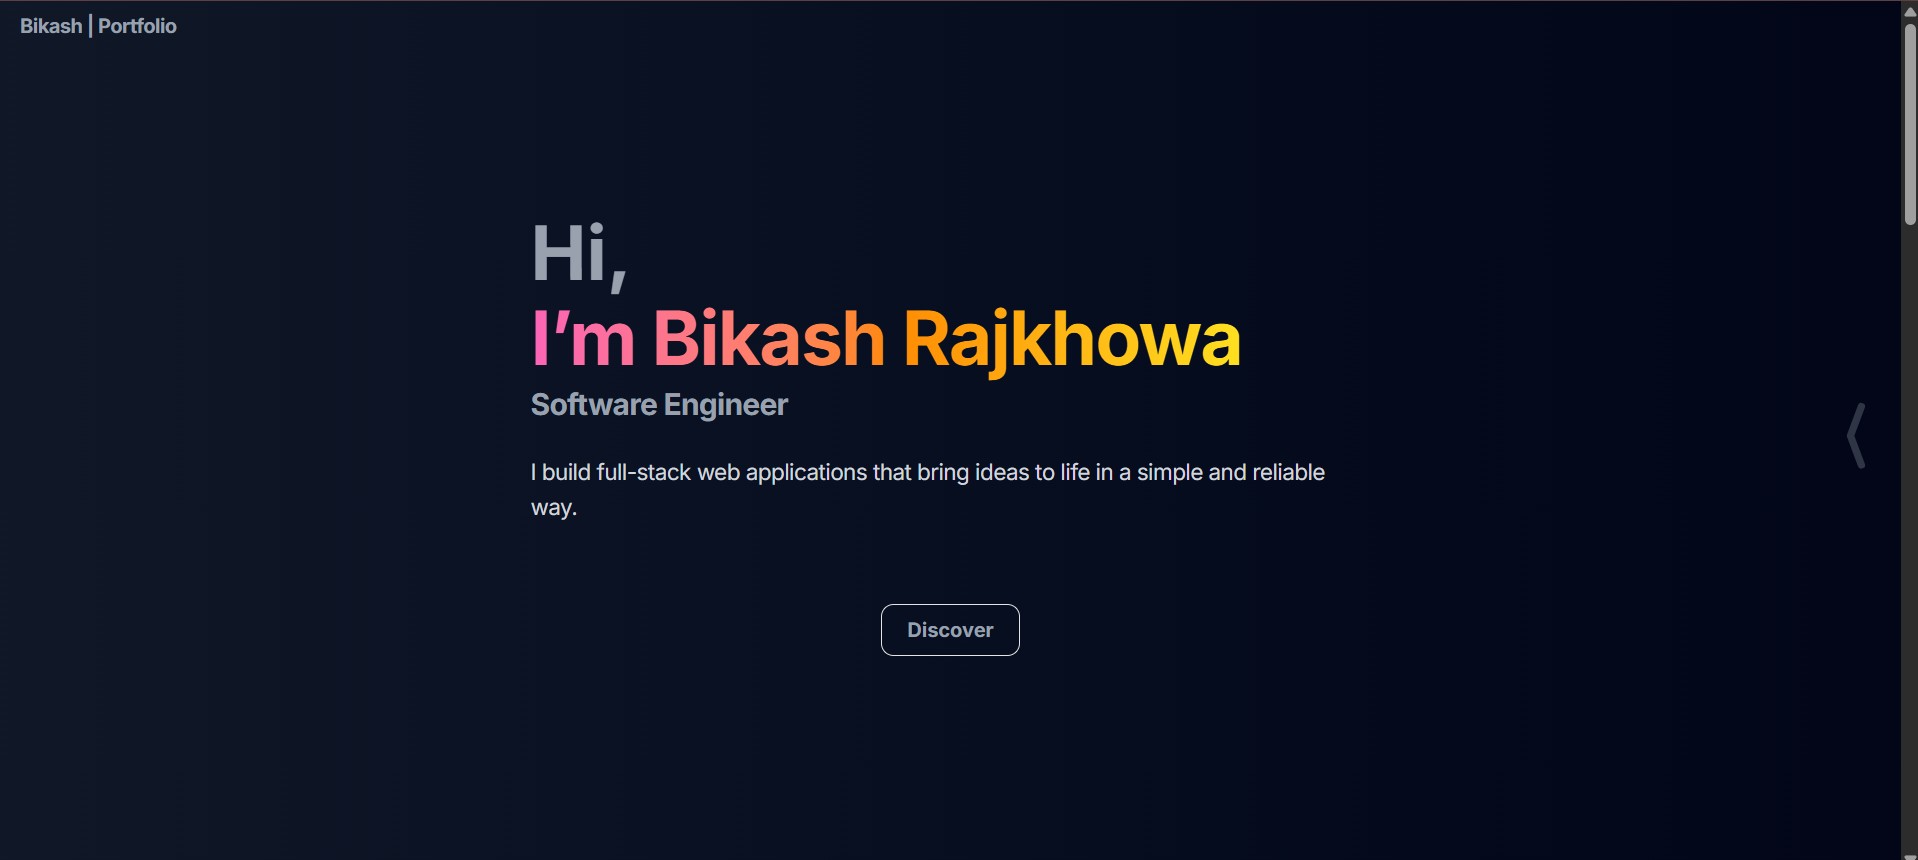 Bikash | Portfolio
Hi,
I’m Bikash Rajkhowa
Software Engineer
I build full-stack web applications that bring ideas to life in a simple and reliable
way.
Discover